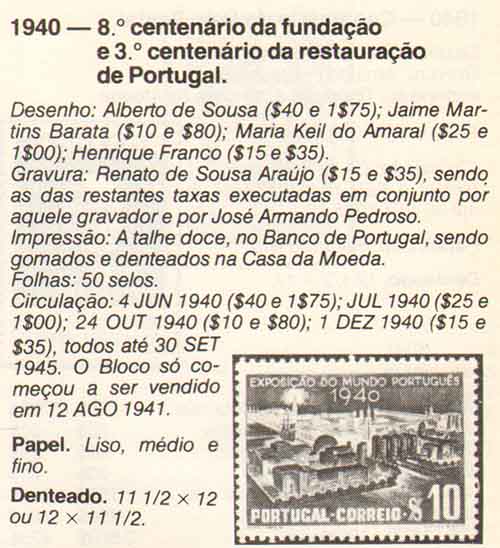 1940 — 8.º centenário da fundação
e 3.º centenário da restauração
de Portugal.
Desenho: Alberto de Sousa ($40 e 1$75); Jaime Mar-
tins Barata ($10 e $80); Maria Keil do Amaral ($25 e
1$00); Henrique Franco ($15 e $35).
Gravura: Renato de Sousa Araújo ($15 e $35), sendo
as das restantes taxas executadas em conjunto por
aquele gravador e por José Armando Pedroso.
Impressão: A talhe doce, no Banco de Portugal, sendo
gomados e denteados na Casa da Moeda.
Folhas: 50 selos.
Circulação: 4 JUN 1940 ($40 e 1$75); JUL 1940 ($25 e
1$00); 24 OUT 1940 ($10 e $80); 1 DEZ 1940 ($15 e
$35), todos até 30 SET
1945. O Bloco só co-
meçou a ser vendido
em 12 AGO 1941.
Papel. Liso, médio e
fino.
Denteado. 11 1/2 × 12
ou 12 × 11 1/2.
EXPOSIÇÃO DO MUNDO PORTUGUÊS
1940
PORTUGAL-CORREIO-$10